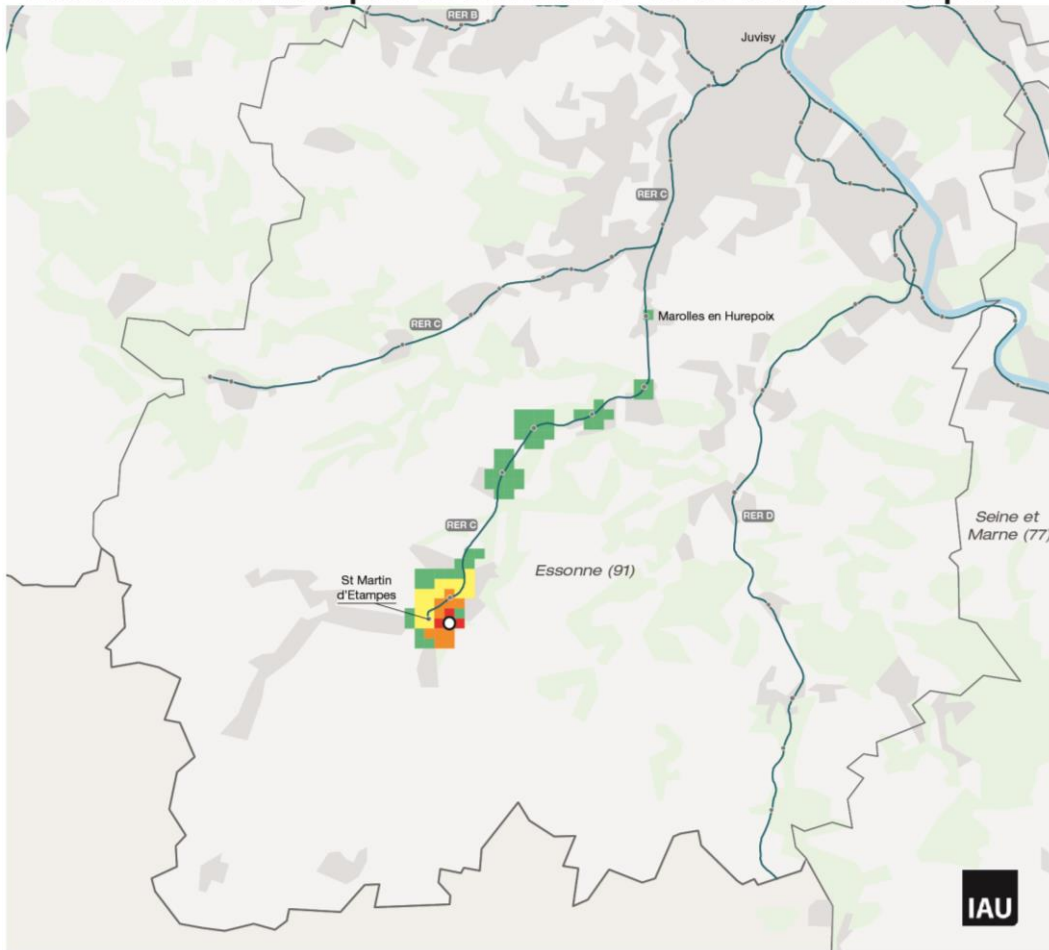 RER B
Juvisy
RER C
Marolles en Hurepoix
RER C
RER D
Seine et
Marne (77)
RER C
Essonne (91)
St Martin
d'Etampes
IAU